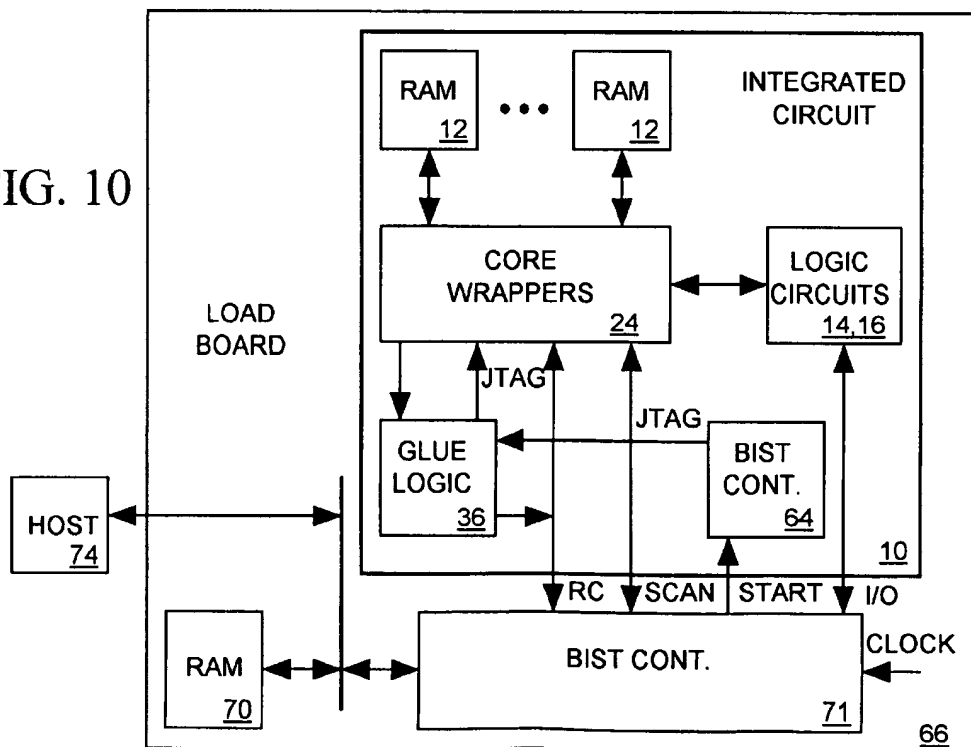 IG. 10
RAM
12
RAM
12
INTEGRATED
CIRCUIT
CORE
WRAPPERS
24
LOGIC
CIRCUITS
14,16
LOAD
BOARD
JTAG
JTAG
GLUE
LOGIC
36
BIST
CONT.
64
10
HOST
74
RC
SCAN
START
I/O
CLOCK
RAM
70
BIST CONT.
71
66